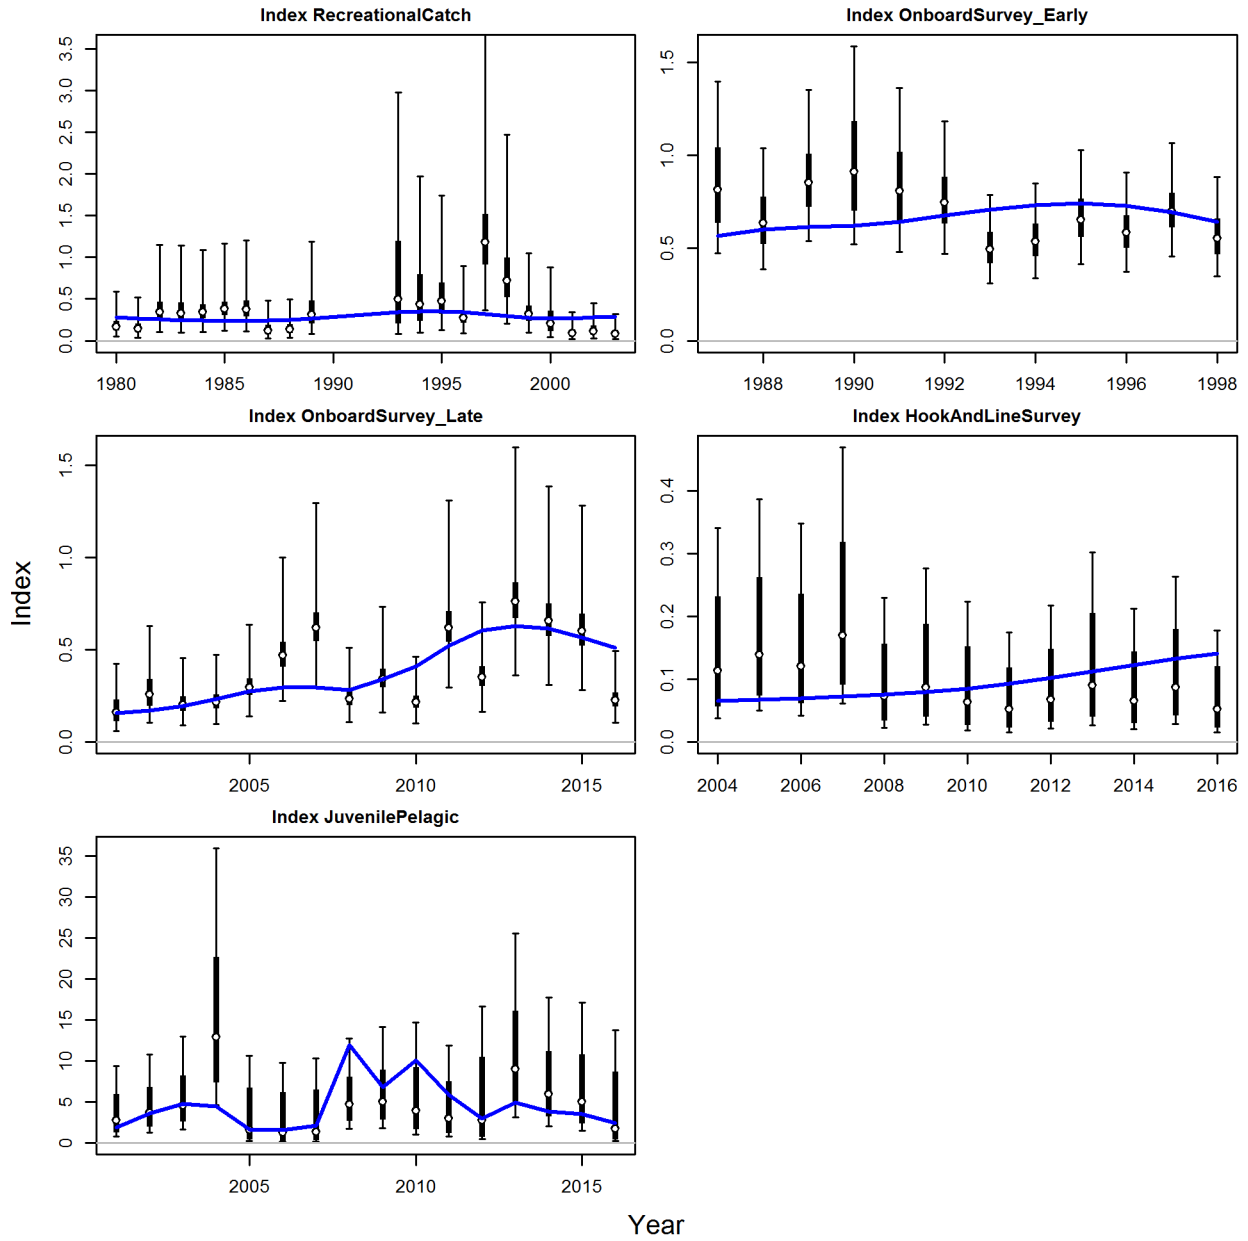 Index RecreationalCatch
3.5
3.0
2.5
2.0
1.5
1.0
0.5
0.0
1980 1985 1990 1995 2000
Index OnboardSurvey_Early
1.5
1.0
0.5
0.0
1988 1990 1992 1994 1996 1998
Index OnboardSurvey_Late
1.5
1.0
0.5
0.0
2005 2010 2015
Index HookAndLineSurvey
0.4
0.3
0.2
0.1
0.0
2004 2006 2008 2010 2012 2014 2016
Index JuvenilePelagic
35
30
25
20
15
10
5
0
2005 2010 2015
Index
Year